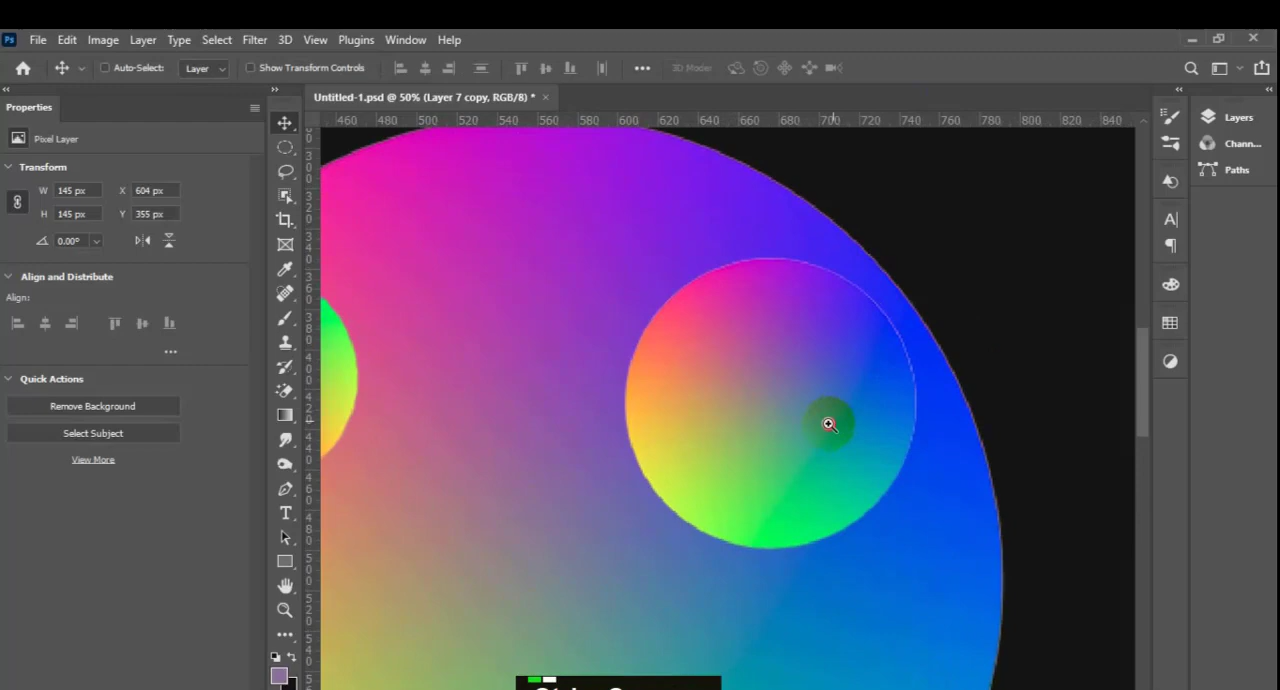 Ps File Edit Image Layer Type Select Filter 3D View Plugins Window Help
Auto-Select: Layer Show Transform Controls 3D Mode:
Properties
Untitled-1.psd @ 50% (Layer 7 copy, RGB/8) *
460 480 500 520 540 560 580 600 620 640 660 680 700 720 740 760 780 800 820 840
Pixel Layer
Transform
W 145 px X 604 px
H 145 px Y 355 px
0.00°
Align and Distribute
Align:
Quick Actions
Remove Background
Select Subject
View More
Layers
Chann...
Paths